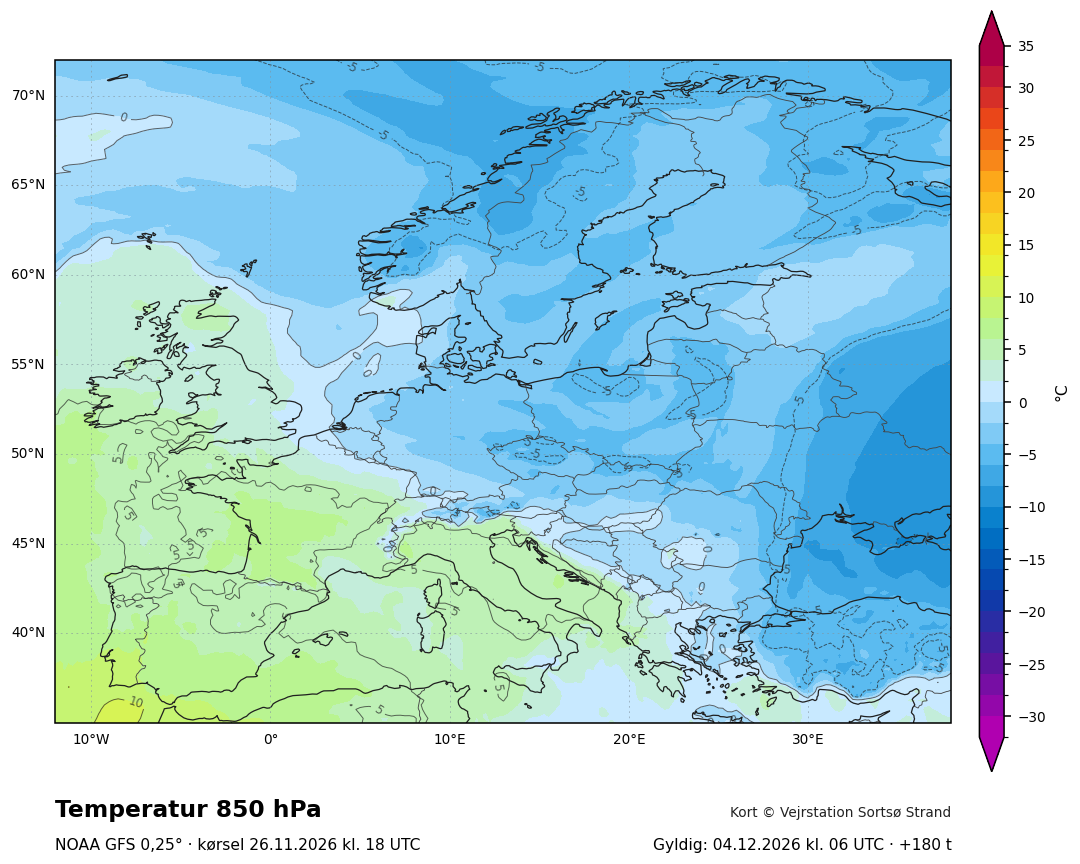 35
30
25
20
15
10
5
0
−5
−10
−15
−20
−25
−30
°C
70°N
65°N
60°N
55°N
50°N
45°N
40°N
10°W
0°
10°E
20°E
30°E
Temperatur 850 hPa
Kort © Vejrstation Sortsø Strand
NOAA GFS 0,25° · kørsel 26.11.2026 kl. 18 UTC
Gyldig: 04.12.2026 kl. 06 UTC · +180 t